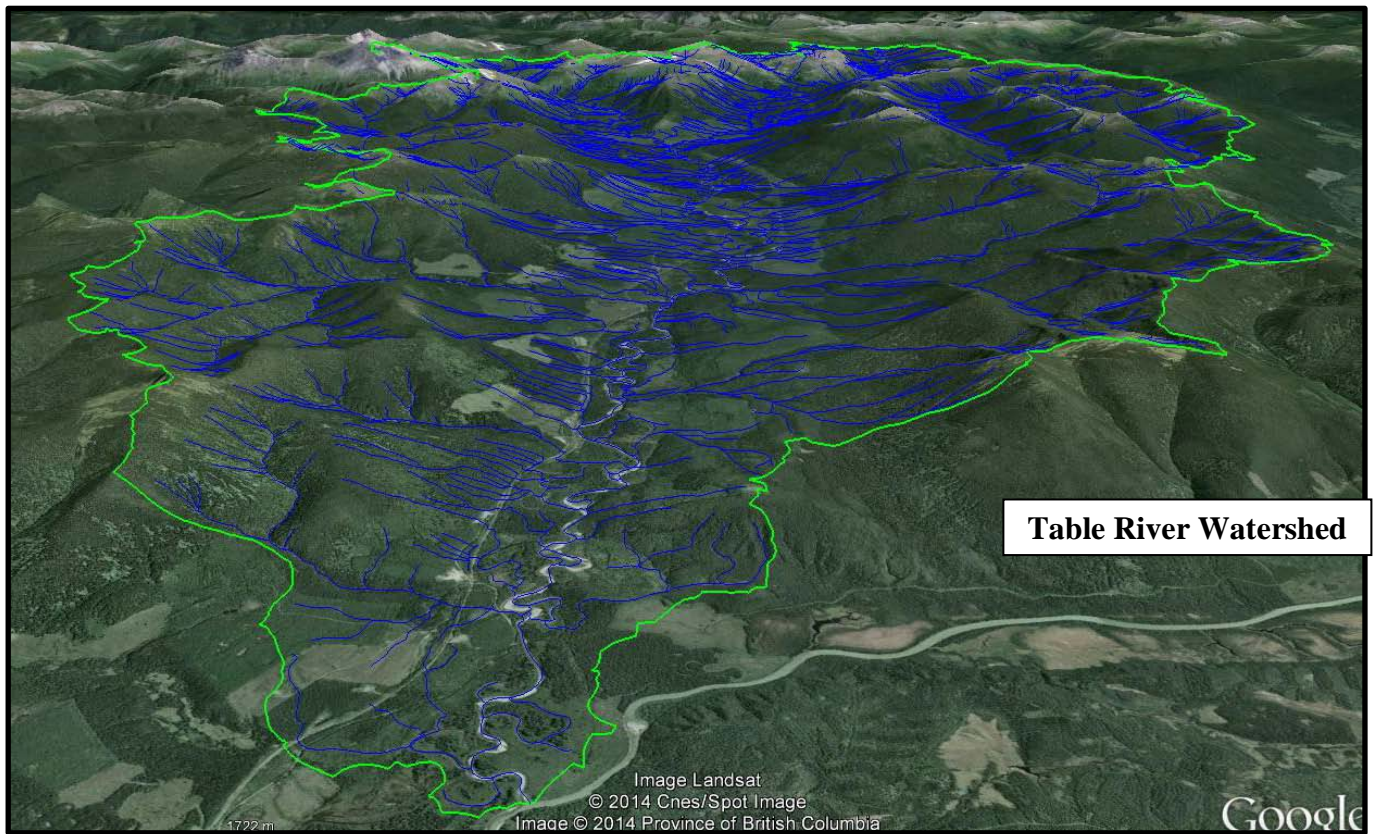 Table River Watershed
Image Landsat
© 2014 Cnes/Spot Image
Image © 2014 Province of British Columbia
1722 m
Google